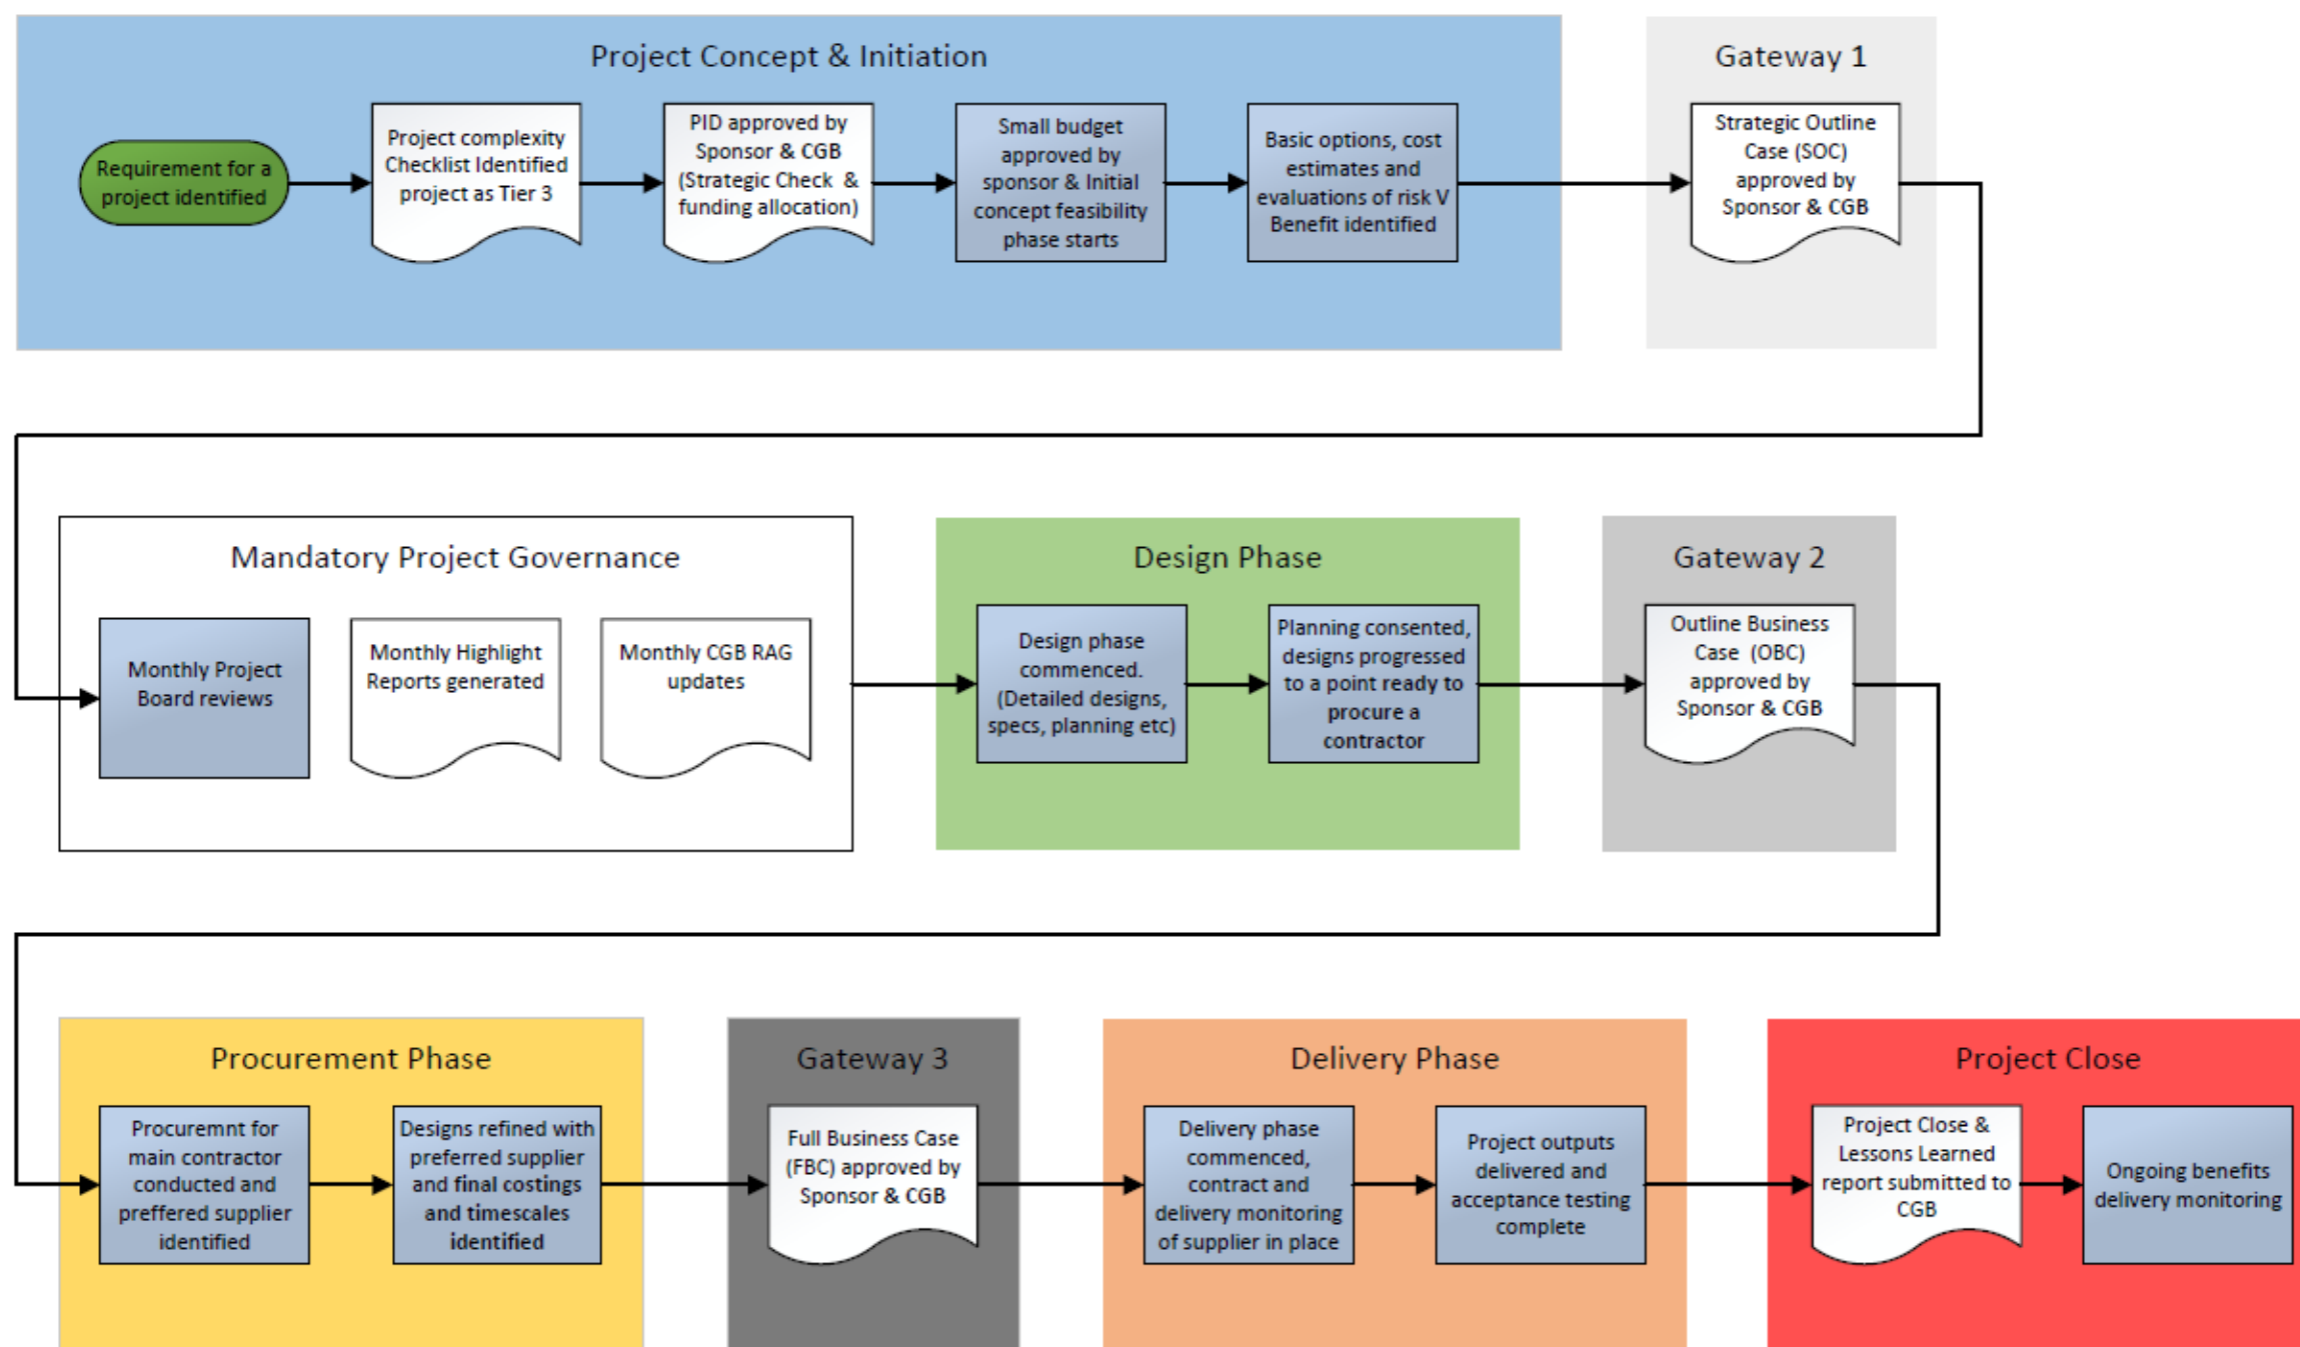 Project Concept & Initiation
Requirement for a
project identified
Project complexity
Checklist Identified
project as Tier 3
PID approved by
Sponsor & CGB
(Strategic Check &
funding allocation)
Small budget
approved by
sponsor & Initial
concept feasibility
phase starts
Basic options, cost
estimates and
evaluations of risk V
Benefit identified
Gateway 1
Strategic Outline
Case (SOC)
approved by
Sponsor & CGB
Mandatory Project Governance
Monthly Project
Board reviews
Monthly Highlight
Reports generated
Monthly CGB RAG
updates
Design Phase
Design phase
commenced.
(Detailed designs,
specs, planning etc)
Planning consented,
designs progressed
to a point ready to
procure a
contractor
Gateway 2
Outline Business
Case (OBC)
approved by
Sponsor & CGB
Procurement Phase
Procuremnt for
main contractor
conducted and
preffered supplier
identified
Designs refined with
preferred supplier
and final costings
and timescales
identified
Gateway 3
Full Business Case
(FBC) approved by
Sponsor & CGB
Delivery Phase
Delivery phase
commenced,
contract and
delivery monitoring
of supplier in place
Project outputs
delivered and
acceptance testing
complete
Project Close
Project Close &
Lessons Learned
report submitted to
CGB
Ongoing benefits
delivery monitoring